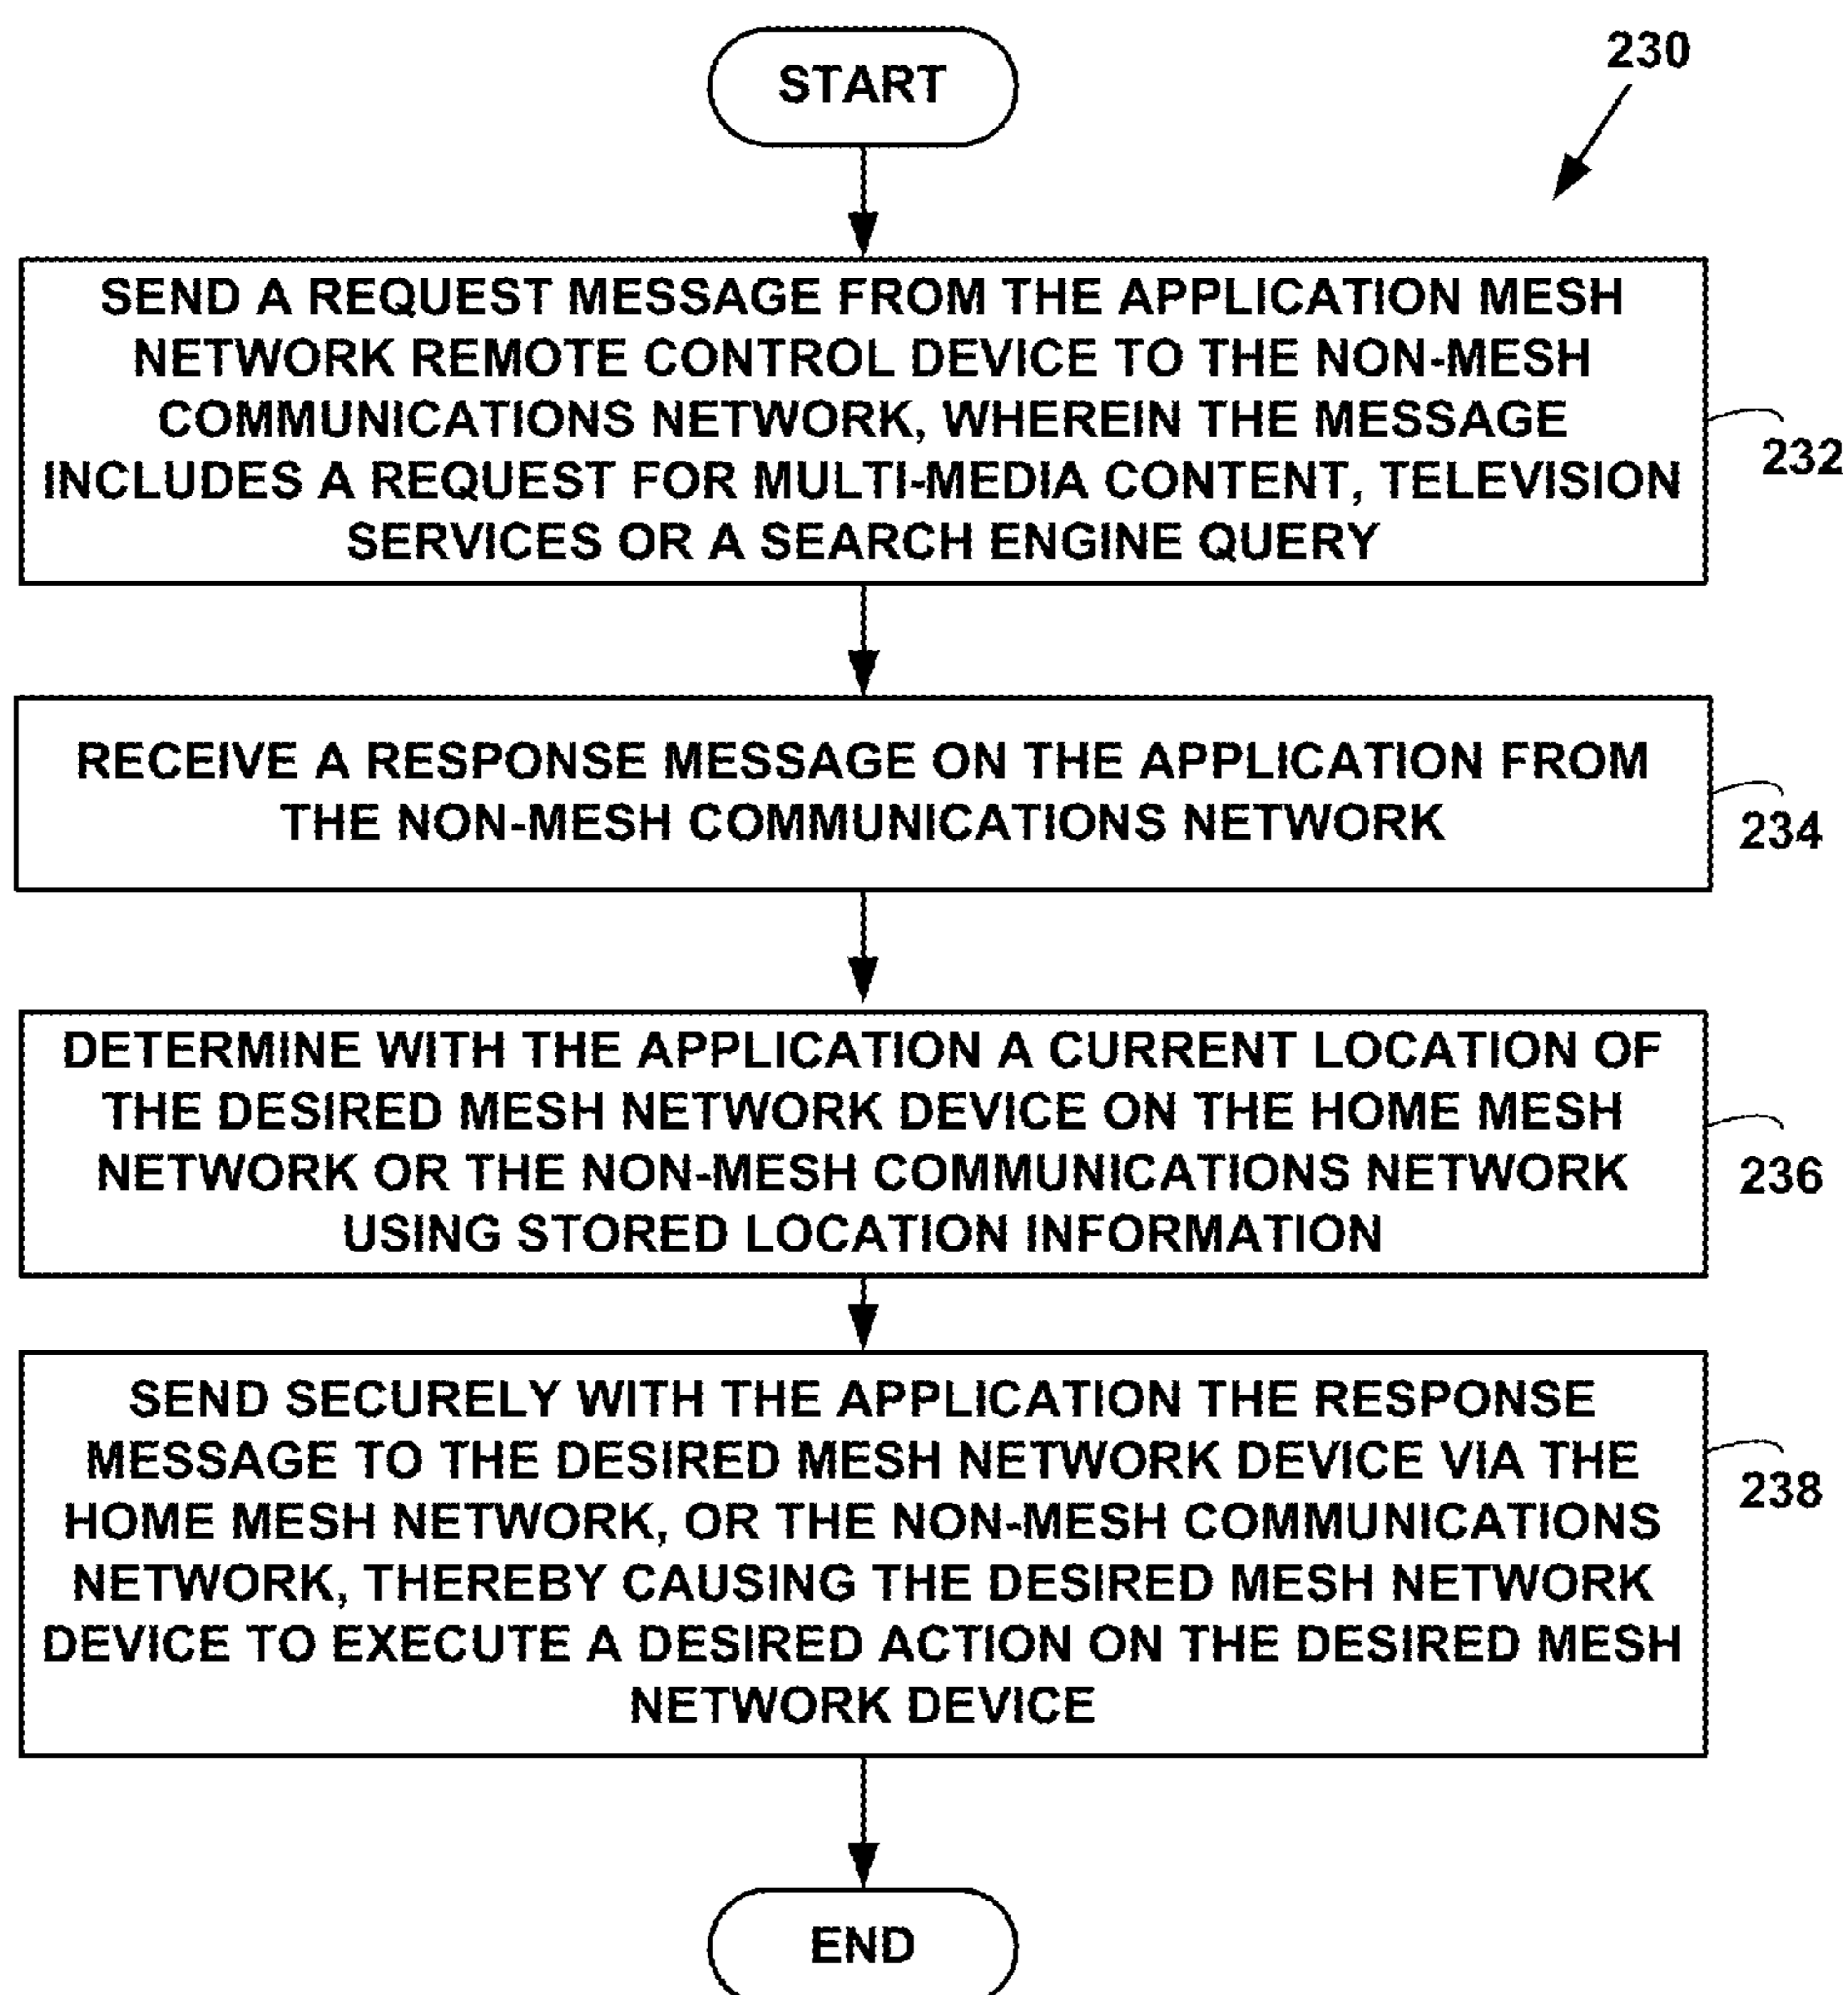 START
230
SEND A REQUEST MESSAGE FROM THE APPLICATION MESH
NETWORK REMOTE CONTROL DEVICE TO THE NON-MESH
COMMUNICATIONS NETWORK, WHEREIN THE MESSAGE
INCLUDES A REQUEST FOR MULTI-MEDIA CONTENT, TELEVISION
SERVICES OR A SEARCH ENGINE QUERY
232
RECEIVE A RESPONSE MESSAGE ON THE APPLICATION FROM
THE NON-MESH COMMUNICATIONS NETWORK
234
DETERMINE WITH THE APPLICATION A CURRENT LOCATION OF
THE DESIRED MESH NETWORK DEVICE ON THE HOME MESH
NETWORK OR THE NON-MESH COMMUNICATIONS NETWORK
USING STORED LOCATION INFORMATION
236
SEND SECURELY WITH THE APPLICATION THE RESPONSE
MESSAGE TO THE DESIRED MESH NETWORK DEVICE VIA THE
HOME MESH NETWORK, OR THE NON-MESH COMMUNICATIONS
NETWORK, THEREBY CAUSING THE DESIRED MESH NETWORK
DEVICE TO EXECUTE A DESIRED ACTION ON THE DESIRED MESH
NETWORK DEVICE
238
END